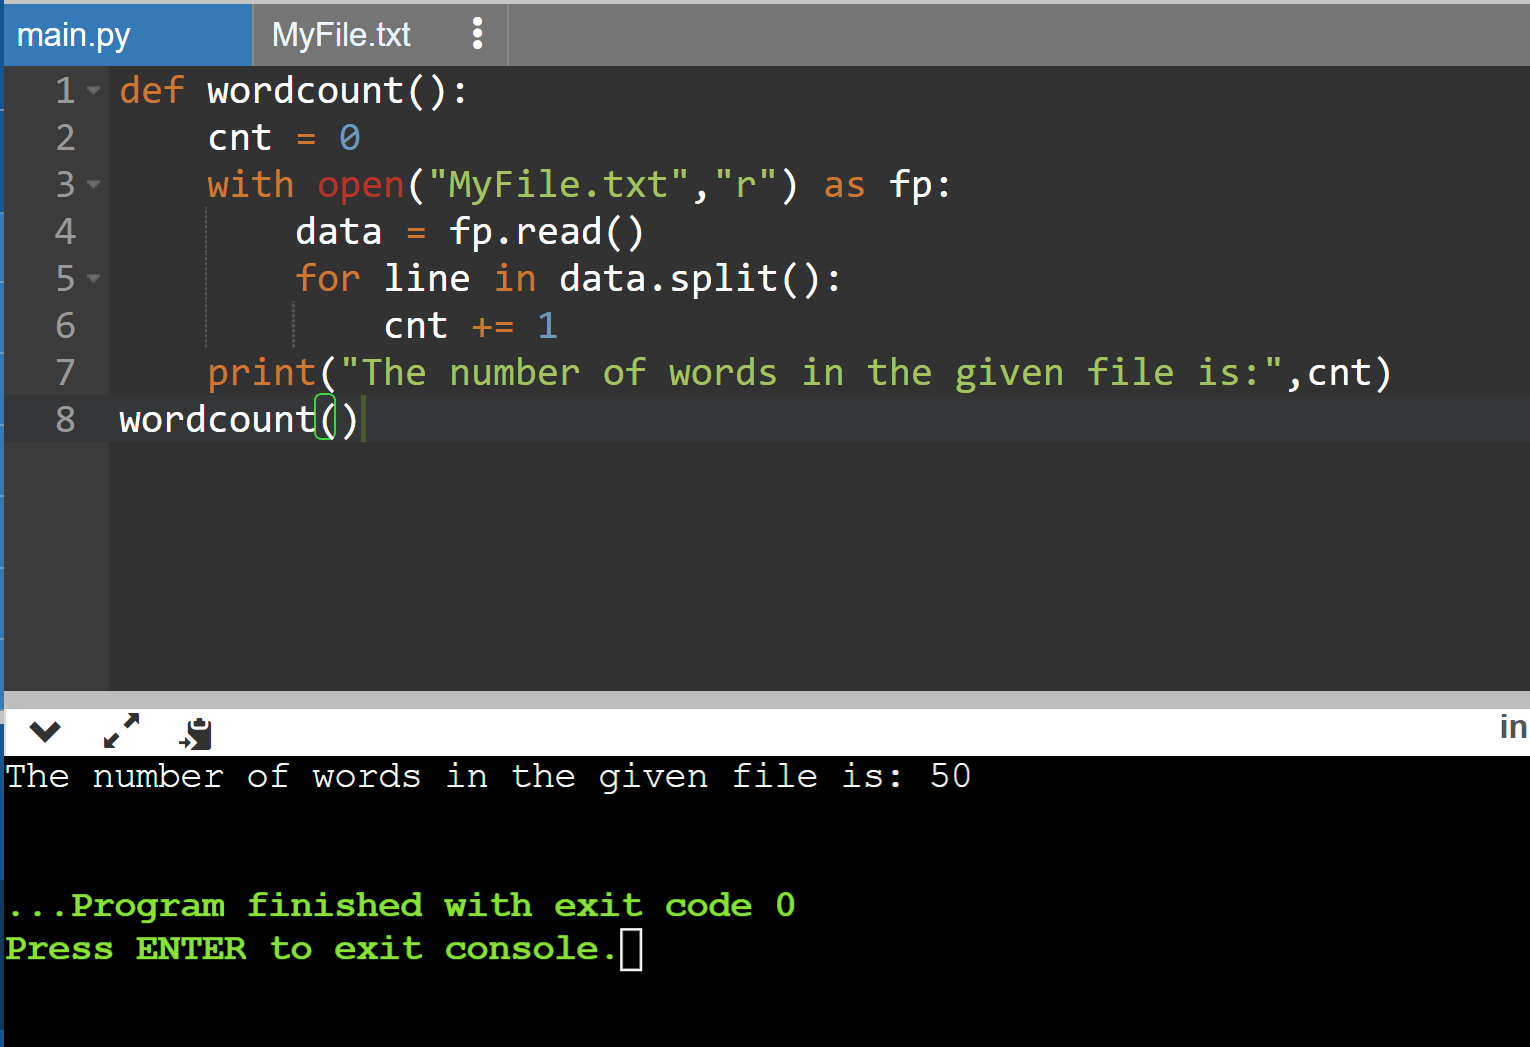 main.py MyFile.txt
1 def wordcount():
2     cnt = 0
3     with open("MyFile.txt","r") as fp:
4         data = fp.read()
5         for line in data.split():
6             cnt += 1
7     print("The number of words in the given file is:",cnt)
8 wordcount()
in
The number of words in the given file is: 50
...Program finished with exit code 0
Press ENTER to exit console.